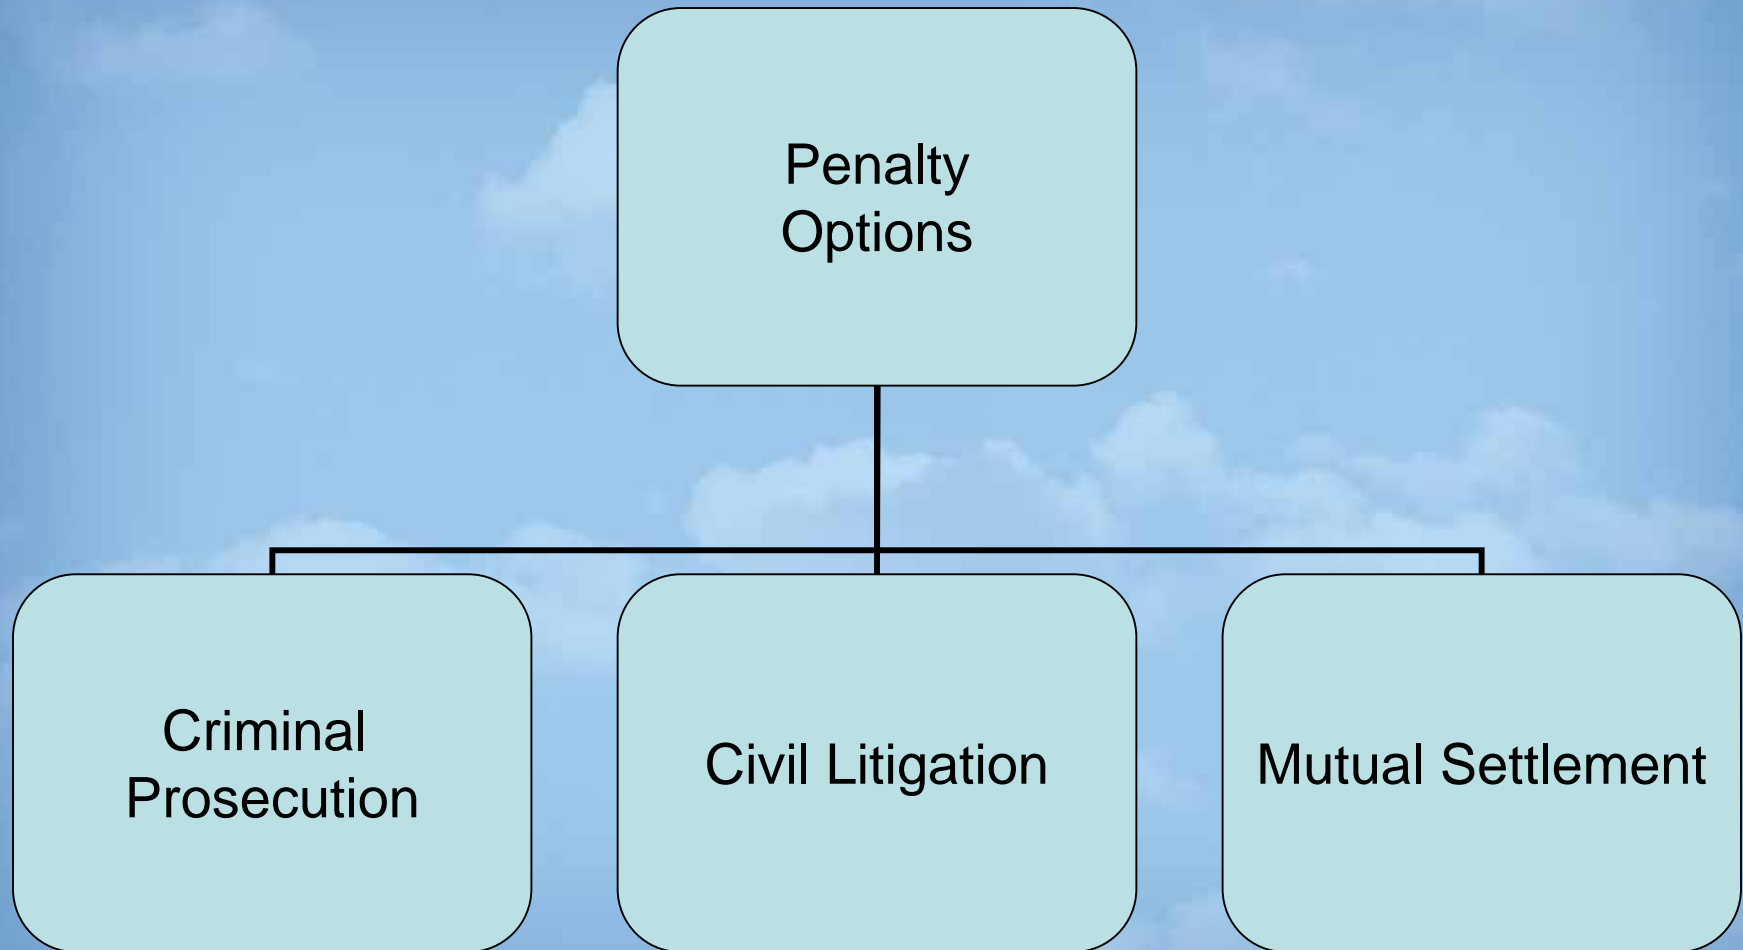 Penalty
Options
Criminal
Prosecution
Civil Litigation
Mutual Settlement